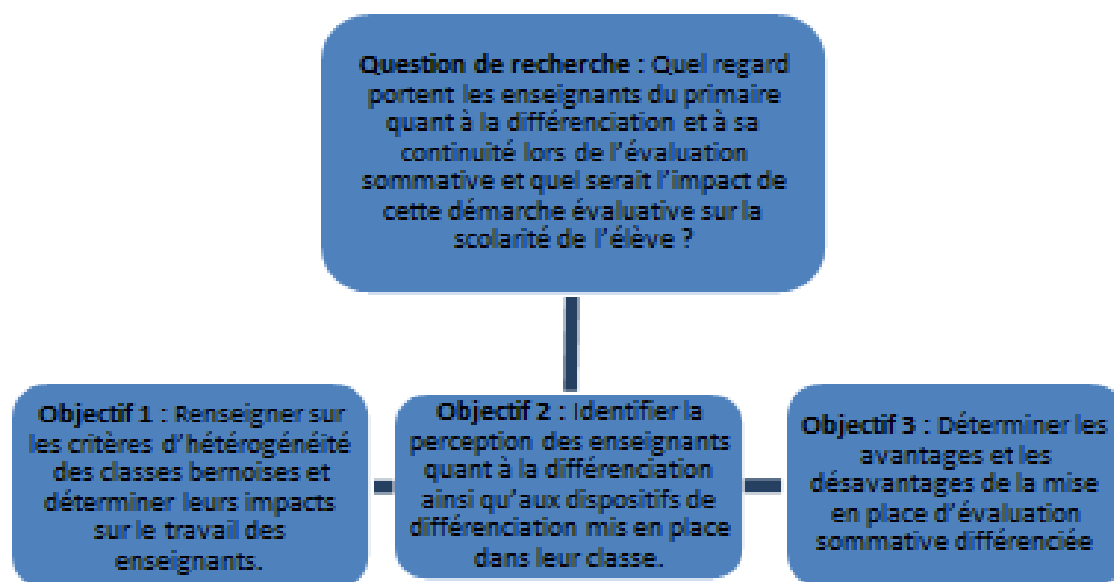 Question de recherche : Quel regard
portent les enseignants du primaire
quant à la différenciation et à sa
continuité lors de l'évaluation
sommative et quel serait l'impact de
cette démarche évaluative sur la
scolarité de l'élève ?
Objectif 1 : Renseigner sur
les critères d'hétérogénéité
des classes bernoises et
déterminer leurs impacts
sur le travail des
enseignants.
Objectif 2 : Identifier la
perception des enseignants
quant à la différenciation
ainsi qu'aux dispositifs de
différenciation mis en place
dans leur classe.
Objectif 3 : Déterminer les
avantages et les
désavantages de la mise
en place d'évaluation
sommative différenciée